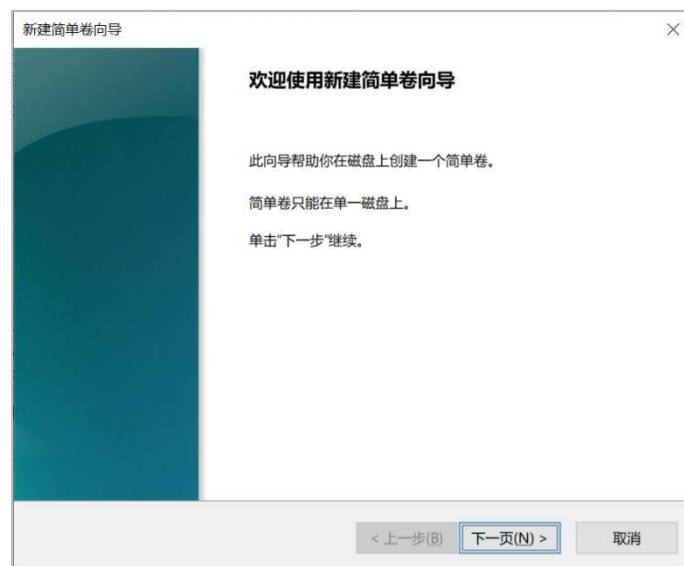 新建简单卷向导
欢迎使用新建简单卷向导
此向导帮助你在磁盘上创建一个简单卷。
简单卷只能在单一磁盘上。
单击"下一步"继续。
< 上一步(B) 下一页(N) > 取消